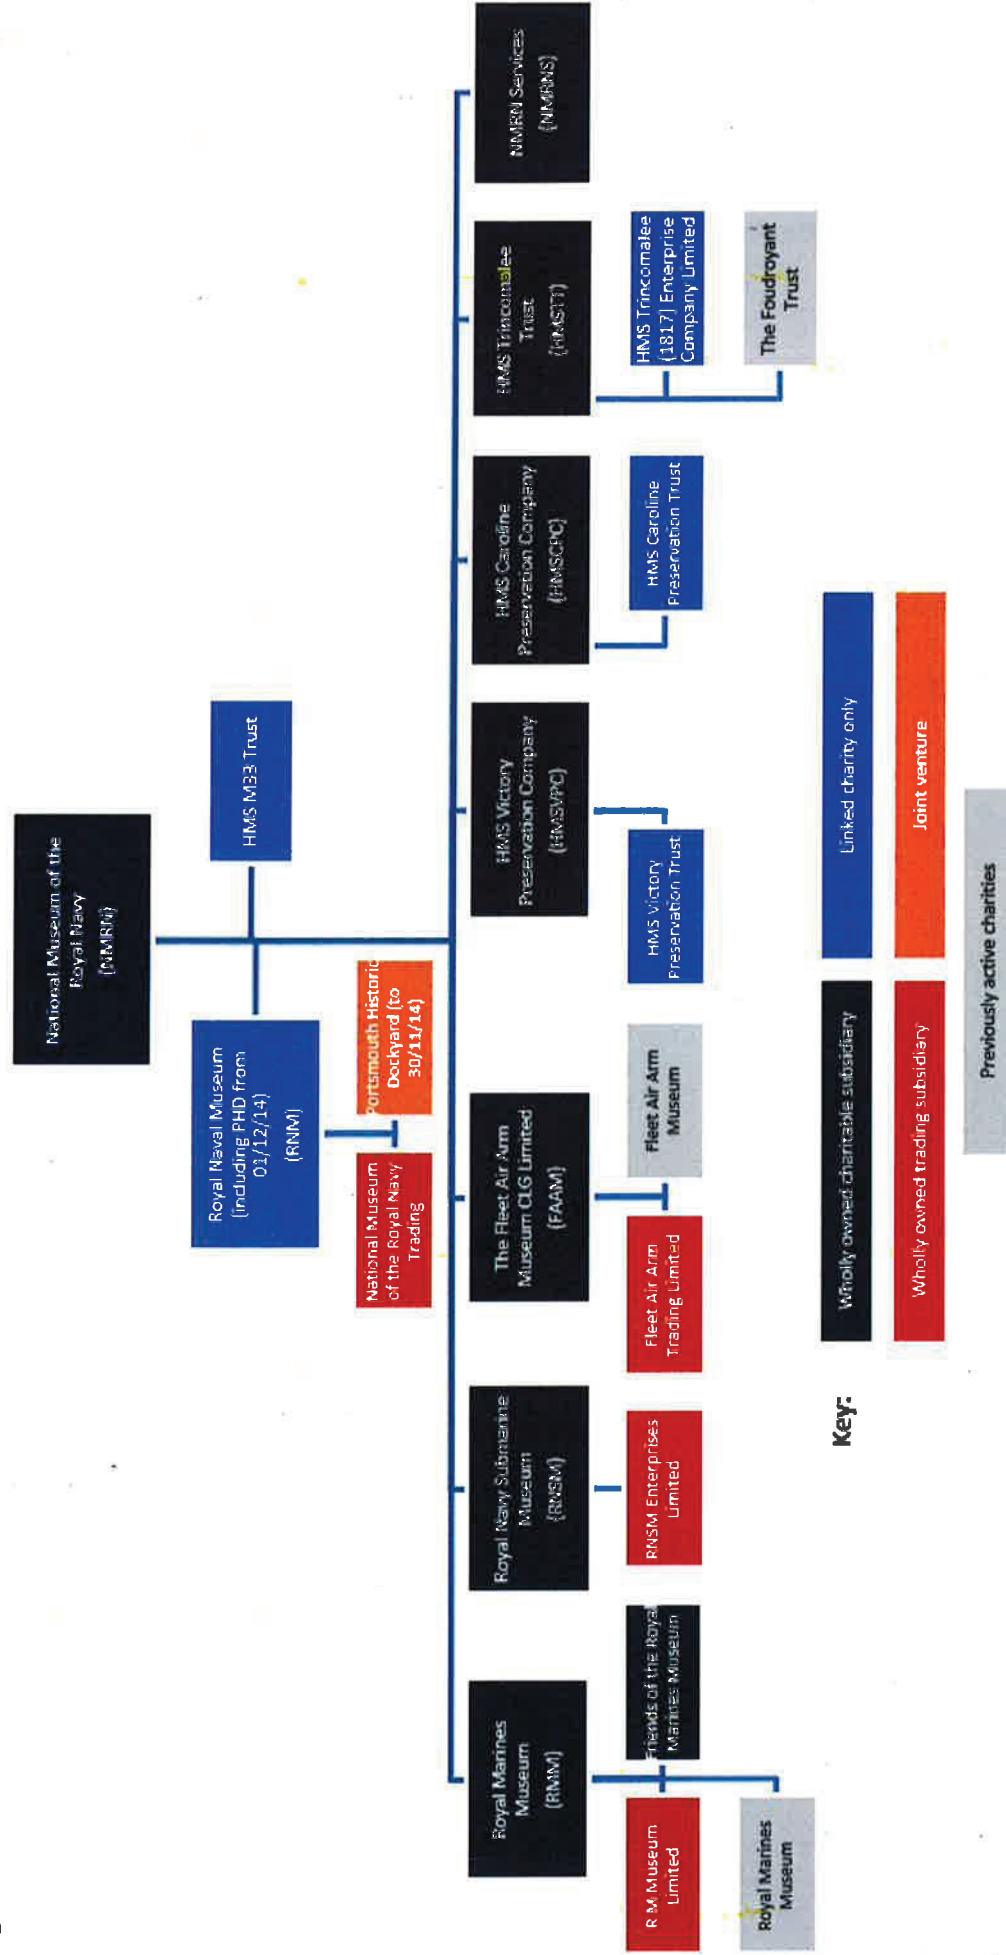 National Museum of the
Royal Navy
(NMRN)
Royal Naval Museum
(including PHD from
01/12/14)
(RNM)
HMS M33 Trust
National Museum
of the Royal Navy
Trading
Portsmouth Historic
Dockyard (to
30/11/14)
Royal Marines
Museum
(RMM)
Royal Navy Submarine
Museum
(RNSM)
The Fleet Air Arm
Museum CLG Limited
(FAAM)
HMS Victory
Preservation Company
(HMSVPC)
HMS Caroline
Preservation Company
(HMSCPC)
HMS Trincomalee
Trust
(HMSTT)
NMRN Services
(NMRNS)
R M Museum
Limited
Friends of the Royal
Marines Museum
RNSM Enterprises
Limited
Fleet Air Arm
Trading Limited
Fleet Air Arm
Museum
HMS Victory
Preservation Trust
HMS Caroline
Preservation Trust
HMS Trincomalee
(1817) Enterprise
Company Limited
Royal Marines
Museum
The Foudroyant
Trust
Key:
Wholly owned charitable subsidiary
Linked charity only
Wholly owned trading subsidiary
Joint venture
Previously active charities